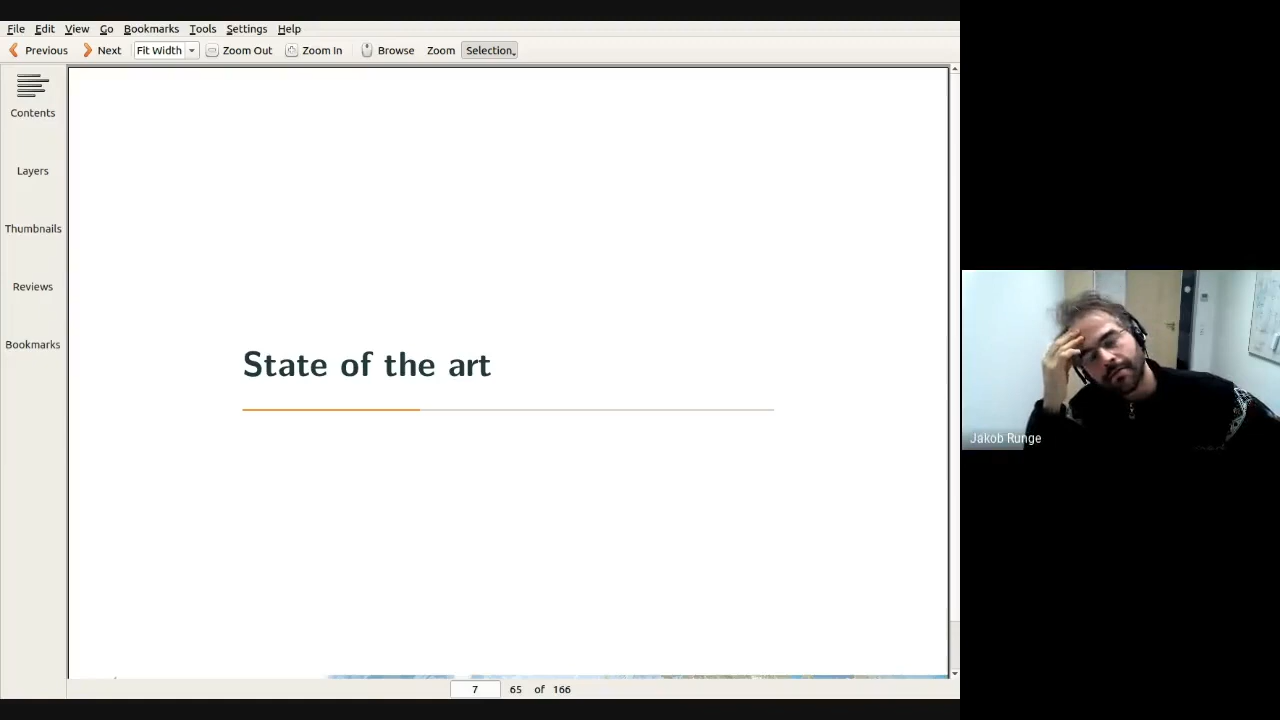 File Edit View Go Bookmarks Tools Settings Help
Previous Next Fit Width Zoom Out Zoom In Browse Zoom Selection
Contents
Layers
Thumbnails
Reviews
Bookmarks
State of the art
Jakob Runge
7 65 of 166